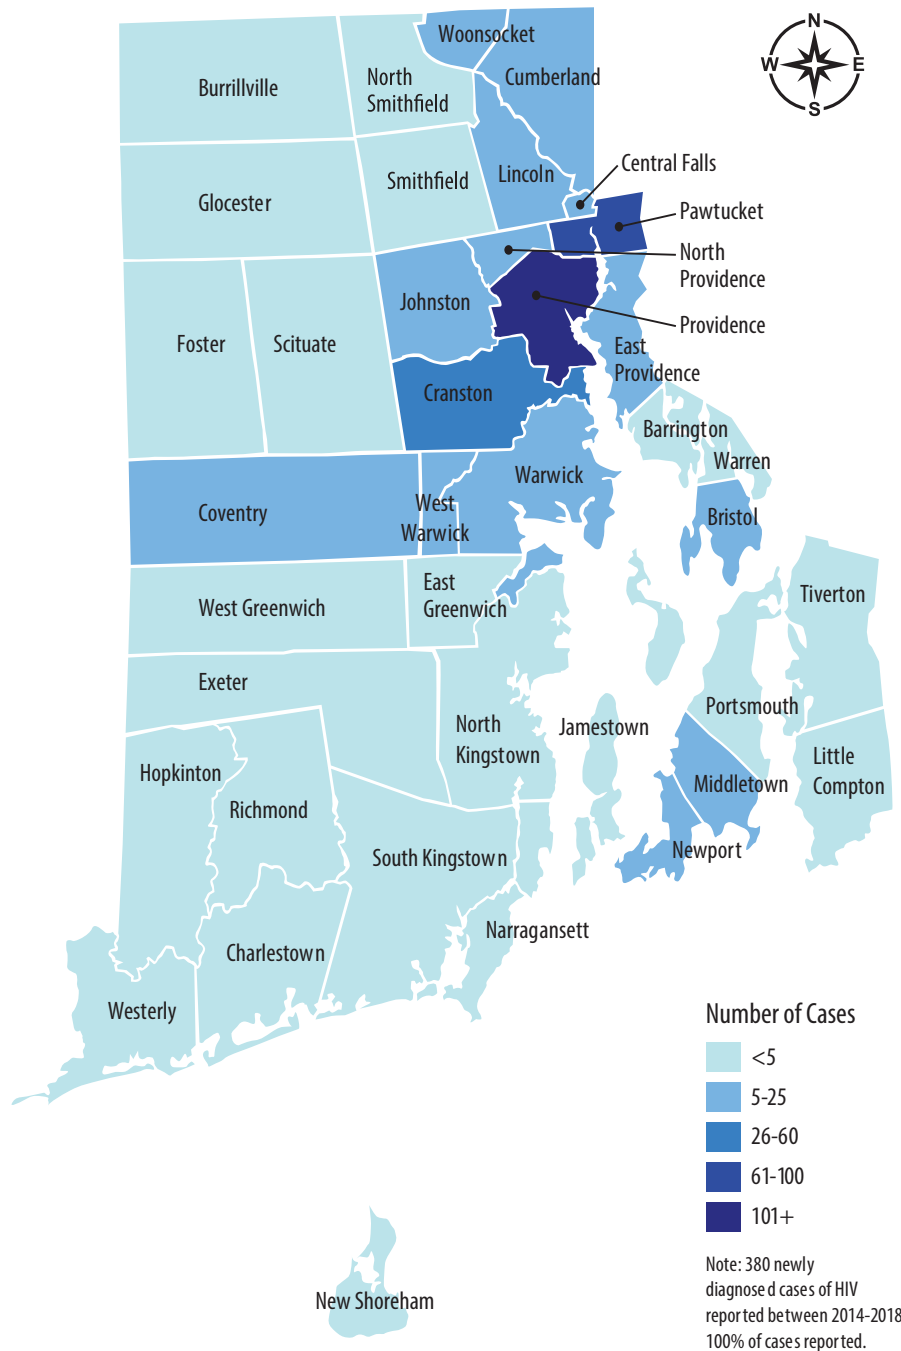 N
W
E
S
Woonsocket
Burrillville
North
Smithfield
Cumberland
Central Falls
Lincoln
Smithfield
Glocester
Pawtucket
North
Providence
Johnston
Providence
Foster
Scituate
East
Providence
Cranston
Barrington
Warren
Warwick
Coventry
West
Warwick
Bristol
East
Greenwich
West Greenwich
Tiverton
Exeter
Portsmouth
North
Kingstown
Jamestown
Hopkinton
Little
Compton
Middletown
Richmond
South Kingstown
Newport
Narragansett
Charlestown
Westerly
New Shoreham
Number of Cases
<5
5-25
26-60
61-100
101+
Note: 380 newly
diagnosed cases of HIV
reported between 2014-2018
100% of cases reported.